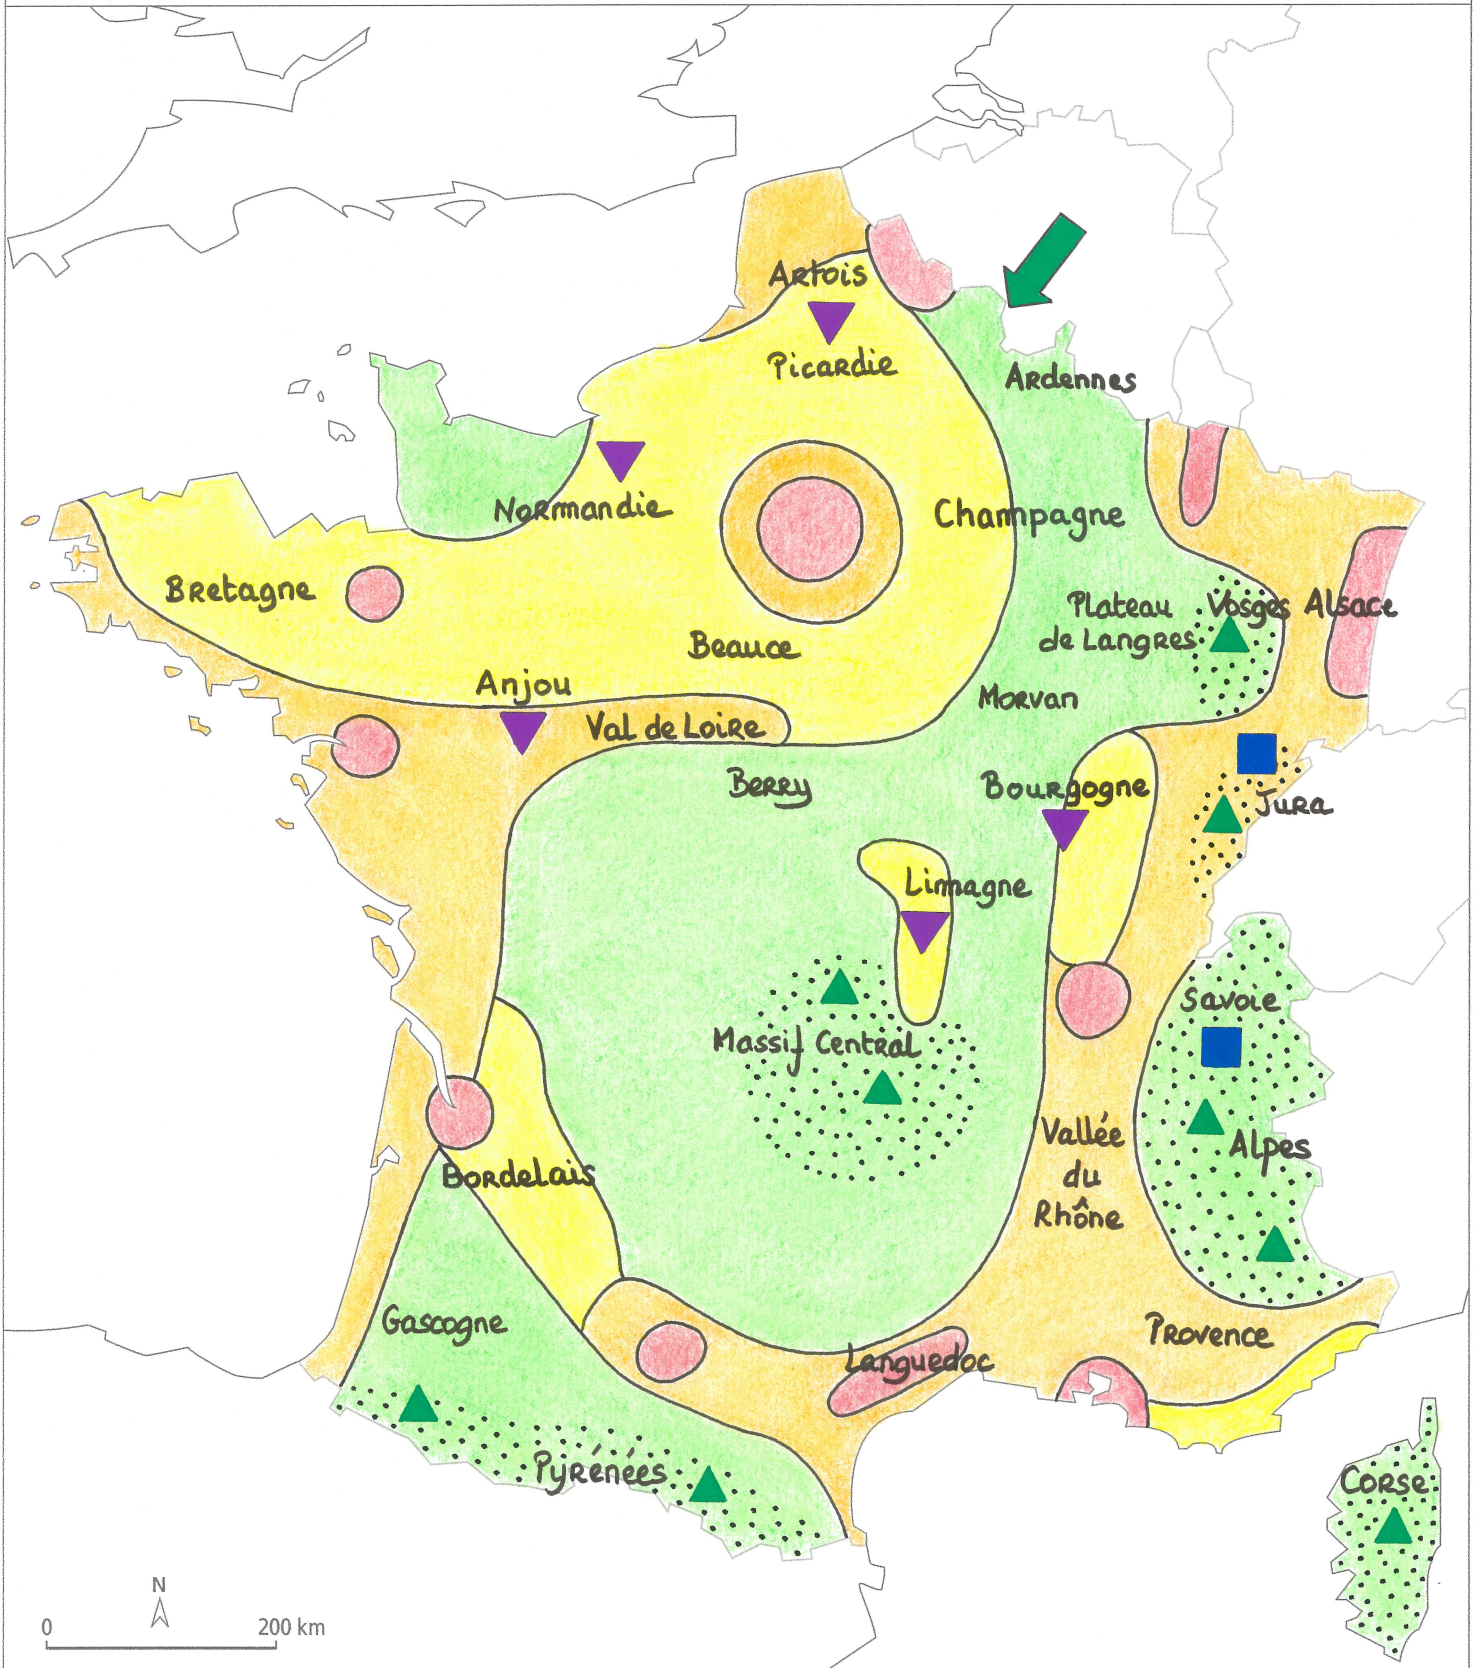 Artois
Picardie
Ardennes
Normandie
Champagne
Bretagne
Plateau
de Langres
Vosges
Alsace
Beauce
Anjou
Morvan
Val de Loire
Berry
Bourgogne
Jura
Limagne
Savoie
Massif Central
Vallée
du
Rhône
Alpes
Bordelais
Gascogne
Provence
Languedoc
Pyrénées
Corse
N
0
200 km